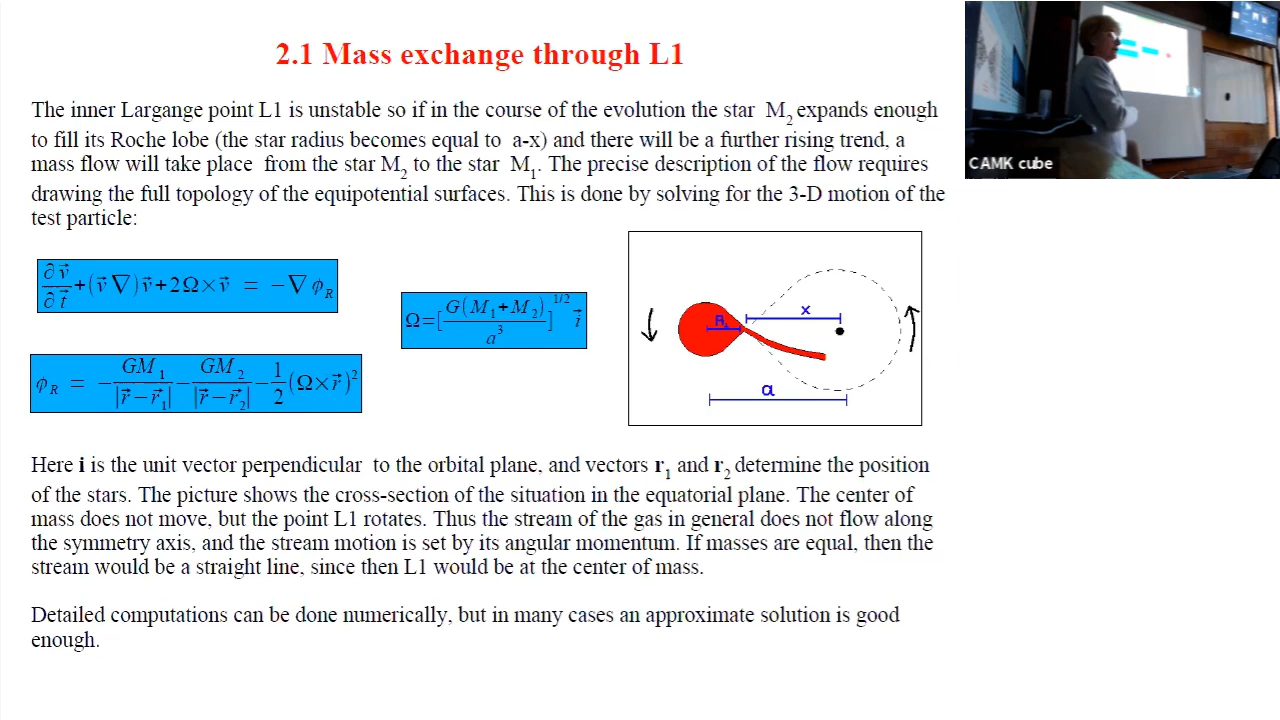 2.1 Mass exchange through L1
The inner Largange point L1 is unstable so if in the course of the evolution the star M₂ expands enough
to fill its Roche lobe (the star radius becomes equal to a-x) and there will be a further rising trend, a
mass flow will take place from the star M₂ to the star M₁. The precise description of the flow requires
drawing the full topology of the equipotential surfaces. This is done by solving for the 3-D motion of the
test particle:
∂v⃗/∂t⃗ + (v⃗ ∇) v⃗ + 2Ω × v⃗ = −∇ ϕ_R
Ω = [G(M₁+M₂)/a³]^1/2 i⃗
ϕ_R = − GM₁/|r⃗−r⃗₁| − GM₂/|r⃗−r⃗₂| − 1/2 (Ω × r⃗)²
x
a
Here i is the unit vector perpendicular to the orbital plane, and vectors r₁ and r₂ determine the position
of the stars. The picture shows the cross-section of the situation in the equatorial plane. The center of
mass does not move, but the point L1 rotates. Thus the stream of the gas in general does not flow along
the symmetry axis, and the stream motion is set by its angular momentum. If masses are equal, then the
stream would be a straight line, since then L1 would be at the center of mass.
Detailed computations can be done numerically, but in many cases an approximate solution is good
enough.
CAMK cube